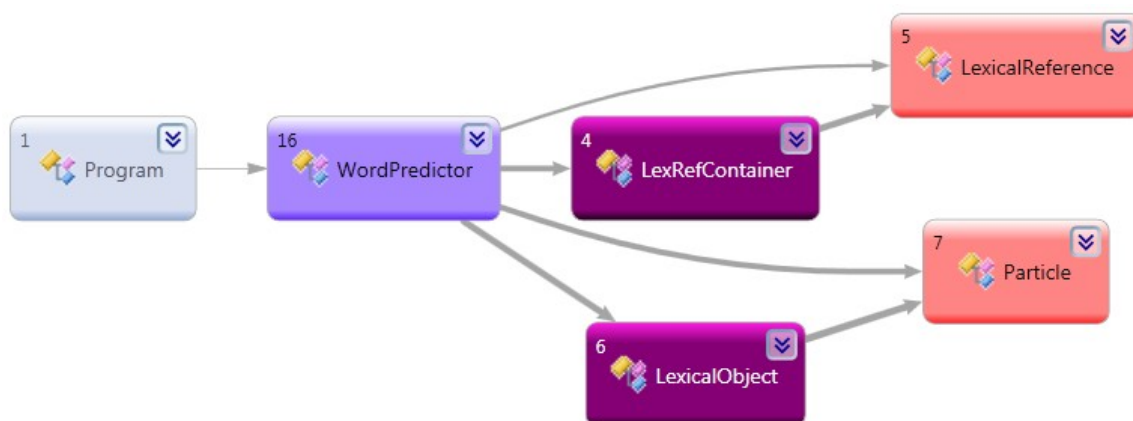 1
Program
16
WordPredictor
4
LexRefContainer
5
LexicalReference
7
Particle
6
LexicalObject